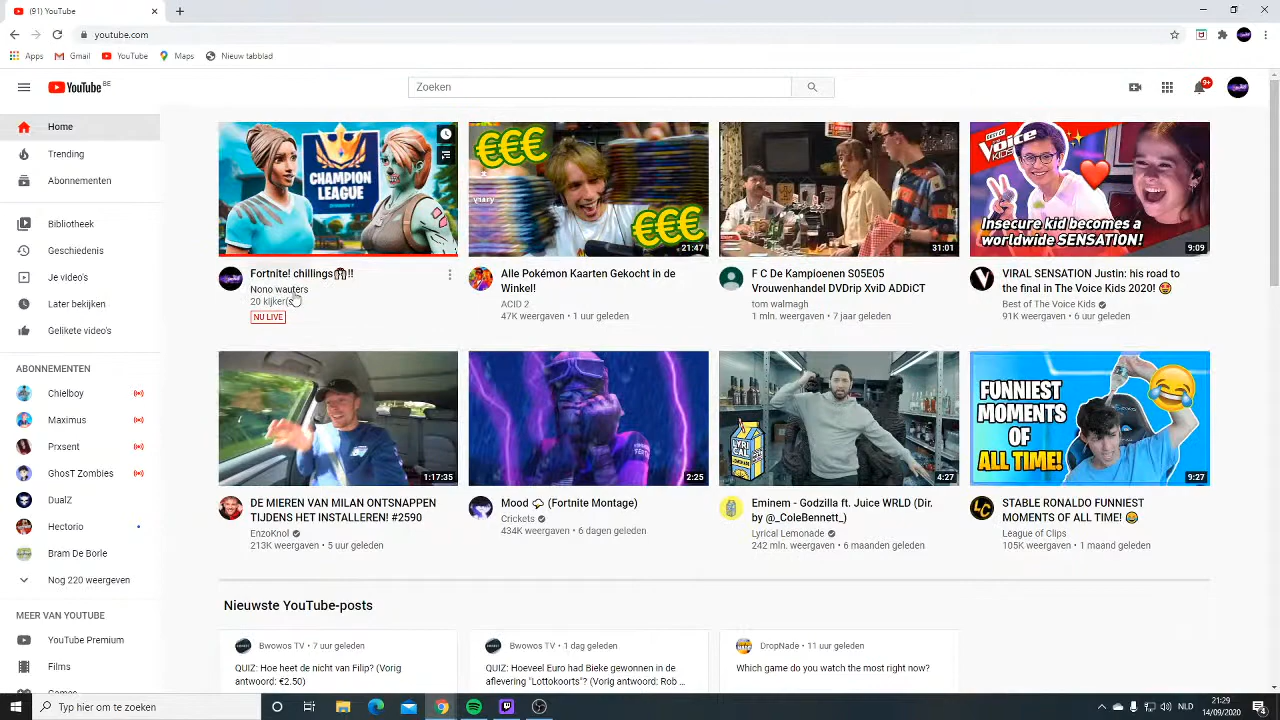 (91) YouTube
youtube.com
Apps
Gmail
YouTube
Maps
Nieuw tabblad
YouTube BE
Zoeken
9+
Home
Trending
Abonnementen
Bibliotheek
Geschiedenis
Je video's
Later bekijken
Gelikete video's
ABONNEMENTEN
Chielboy
Maximus
Prxsent
GhosT Zombies
DualZ
Hectorio
Bram De Borle
Nog 220 weergeven
MEER VAN YOUTUBE
YouTube Premium
Films
CHAMPION
LEAGUE
Fortnite! chillings!!
Nono wauters
20 kijker(s)
NU LIVE
€€€
€€€
21:47
Alle Pokémon Kaarten Gekocht in de
Winkel!
ACID 2
47K weergaven • 1 uur geleden
31:01
F C De Kampioenen S05E05
Vrouwenhandel DVDrip XviD ADDiCT
tom walmagh
1 mln. weergaven • 7 jaar geleden
BEST OF
The Voice
KIDS
Insecure kid becomes a
worldwide SENSATION!
9:09
VIRAL SENSATION Justin: his road to
the final in The Voice Kids 2020! 🤩
Best of The Voice Kids
91K weergaven • 6 uur geleden
1:17:35
DE MIEREN VAN MILAN ONTSNAPPEN
TIJDENS HET INSTALLEREN! #2590
EnzoKnol
213K weergaven • 5 uur geleden
2:25
Mood 🌩 (Fortnite Montage)
Crickets
434K weergaven • 6 dagen geleden
LYRICAL
LEMONADE
4:27
Eminem - Godzilla ft. Juice WRLD (Dir.
by @_ColeBennett_)
Lyrical Lemonade
242 mln. weergaven • 6 maanden geleden
FUNNIEST
MOMENTS
OF
ALL TIME!
9:27
LC
STABLE RONALDO FUNNIEST
MOMENTS OF ALL TIME! 😂
League of Clips
105K weergaven • 1 maand geleden
Nieuwste YouTube-posts
Bwowos TV • 7 uur geleden
QUIZ: Hoe heet de nicht van Filip? (Vorig
antwoord: €2.50)
Bwowos TV • 1 dag geleden
QUIZ: Hoeveel Euro had Bieke gewonnen in de
aflevering "Lottokoorts"? (Vorig antwoord: Rob ...
DropNade • 11 uur geleden
Which game do you watch the most right now?
Typ hier om te zoeken
NLD
21:29
14/09/2020